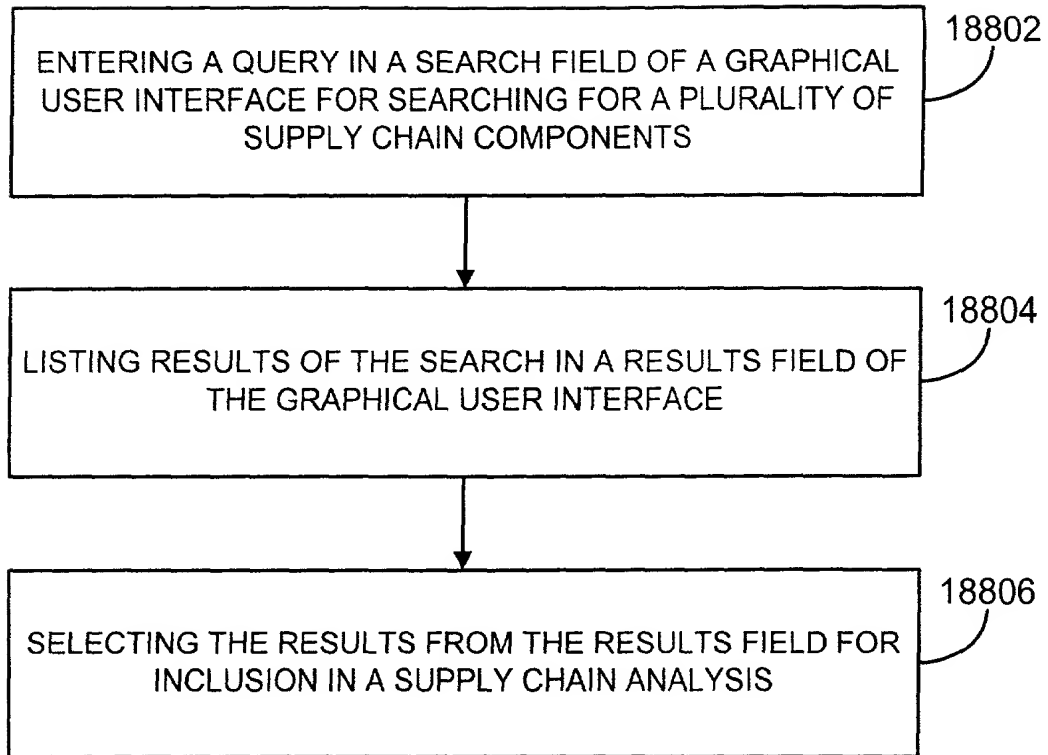 18802
ENTERING A QUERY IN A SEARCH FIELD OF A GRAPHICAL
USER INTERFACE FOR SEARCHING FOR A PLURALITY OF
SUPPLY CHAIN COMPONENTS
18804
LISTING RESULTS OF THE SEARCH IN A RESULTS FIELD OF
THE GRAPHICAL USER INTERFACE
18806
SELECTING THE RESULTS FROM THE RESULTS FIELD FOR
INCLUSION IN A SUPPLY CHAIN ANALYSIS